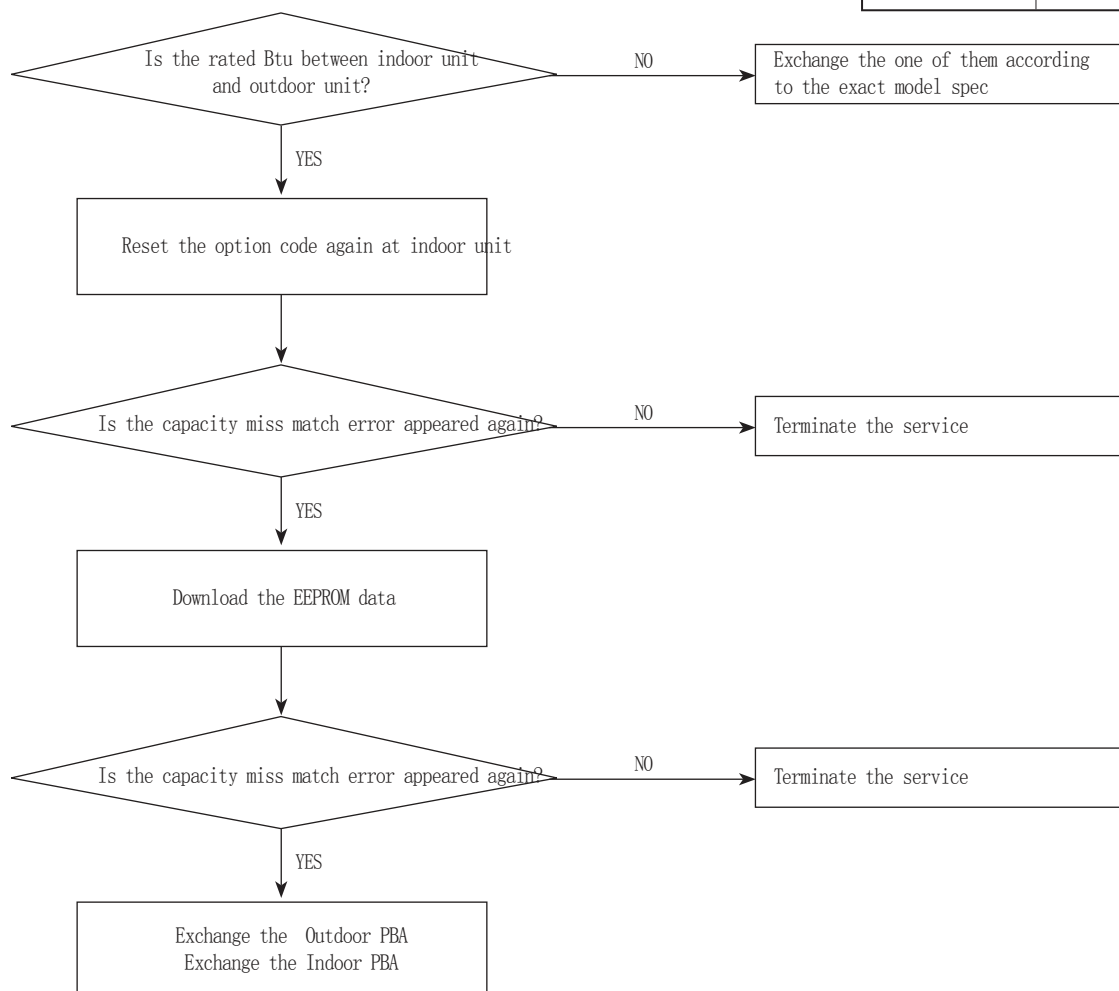 Is the rated Btu between indoor unit
and outdoor unit?
NO
Exchange the one of them according
to the exact model spec
YES
Reset the option code again at indoor unit
Is the capacity miss match error appeared again?
NO
Terminate the service
YES
Download the EEPROM data
Is the capacity miss match error appeared again?
NO
Terminate the service
YES
Exchange the  Outdoor PBA
Exchange the Indoor PBA